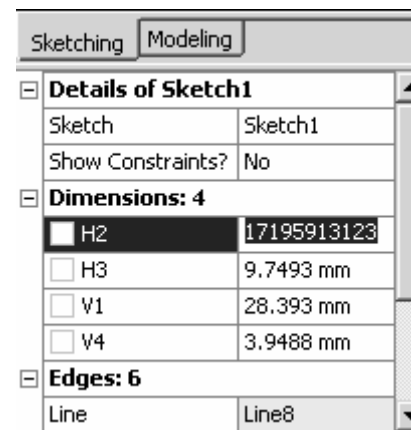 Sketching Modeling
Details of Sketch1
Sketch Sketch1
Show Constraints? No
Dimensions: 4
H2 17195913123
H3 9.7493 mm
V1 28.393 mm
V4 3.9488 mm
Edges: 6
Line Line8